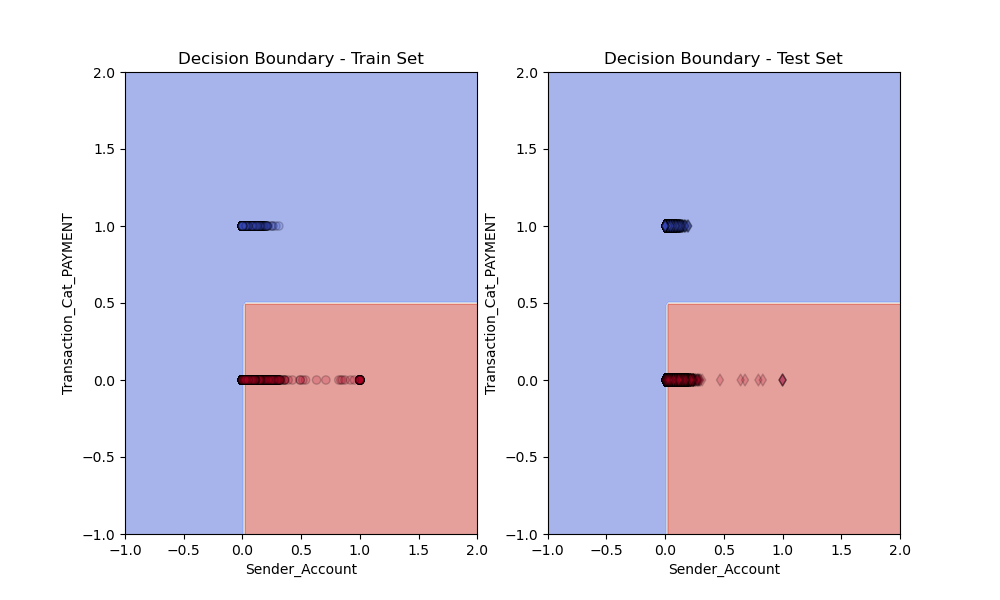 Decision Boundary - Train Set
Transaction_Cat_PAYMENT
2.0
1.5
1.0
0.5
0.0
−0.5
−1.0
−1.0 −0.5 0.0 0.5 1.0 1.5 2.0
Sender_Account
Decision Boundary - Test Set
Transaction_Cat_PAYMENT
2.0
1.5
1.0
0.5
0.0
−0.5
−1.0
−1.0 −0.5 0.0 0.5 1.0 1.5 2.0
Sender_Account